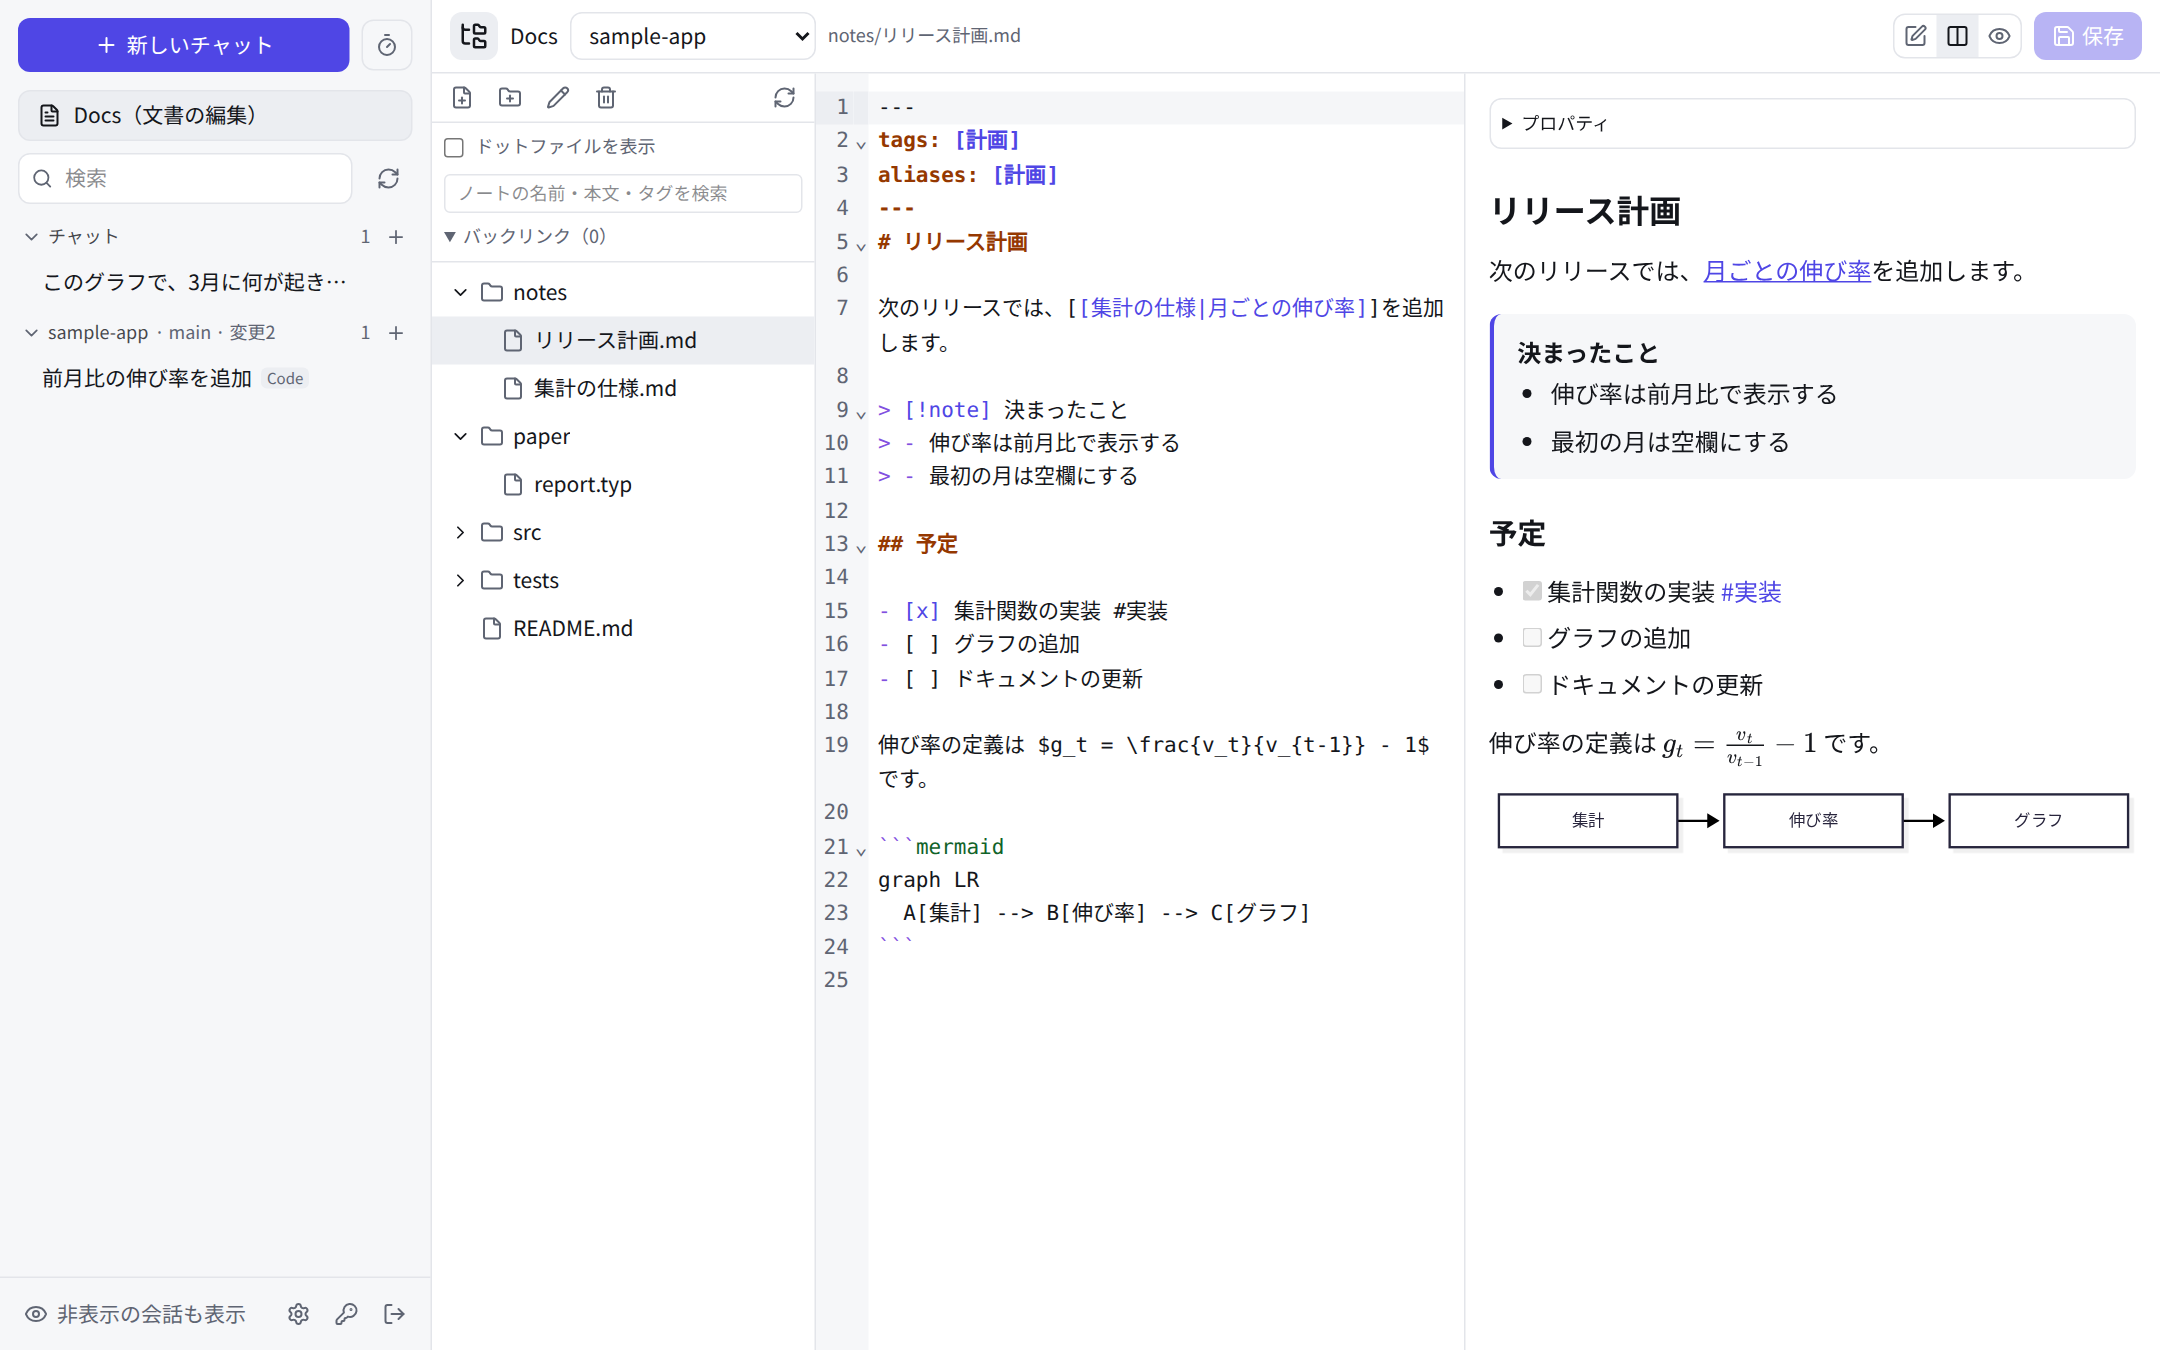 新しいチャット
Docs（文書の編集）
検索
チャット 1
このグラフで、3月に何が起き…
sample-app · main · 変更2 1
前月比の伸び率を追加 Code
非表示の会話も表示
Docs sample-app notes/リリース計画.md
保存
ドットファイルを表示
ノートの名前・本文・タグを検索
▼ バックリンク（0）
notes
リリース計画.md
集計の仕様.md
paper
report.typ
src
tests
README.md
1 ---
2 tags: [計画]
3 aliases: [計画]
4 ---
5 # リリース計画
6
7 次のリリースでは、[[集計の仕様|月ごとの伸び率]]を追加
します。
8
9 > [!note] 決まったこと
10 > - 伸び率は前月比で表示する
11 > - 最初の月は空欄にする
12
13 ## 予定
14
15 - [x] 集計関数の実装 #実装
16 - [ ] グラフの追加
17 - [ ] ドキュメントの更新
18
19 伸び率の定義は $g_t = \frac{v_t}{v_{t-1}} - 1$
です。
20
21 ```mermaid
22 graph LR
23   A[集計] --> B[伸び率] --> C[グラフ]
24 ```
25
▶ プロパティ
リリース計画
次のリリースでは、月ごとの伸び率を追加します。
決まったこと
• 伸び率は前月比で表示する
• 最初の月は空欄にする
予定
• 集計関数の実装 #実装
• グラフの追加
• ドキュメントの更新
伸び率の定義は g_t = \frac{v_t}{v_{t-1}} − 1 です。
集計 伸び率 グラフ